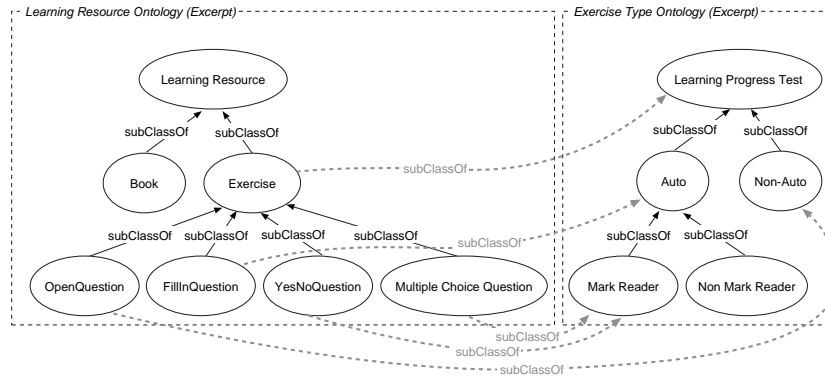 Learning Resource Ontology (Excerpt)
Exercise Type Ontology (Excerpt)
Learning Resource
Learning Progress Test
subClassOf
subClassOf
subClassOf
subClassOf
subClassOf
Book
Exercise
Auto
Non-Auto
subClassOf
subClassOf
subClassOf
subClassOf
subClassOf
subClassOf
subClassOf
OpenQuestion
FillInQuestion
YesNoQuestion
Multiple Choice Question
Mark Reader
Non Mark Reader
subClassOf
subClassOf
subClassOf